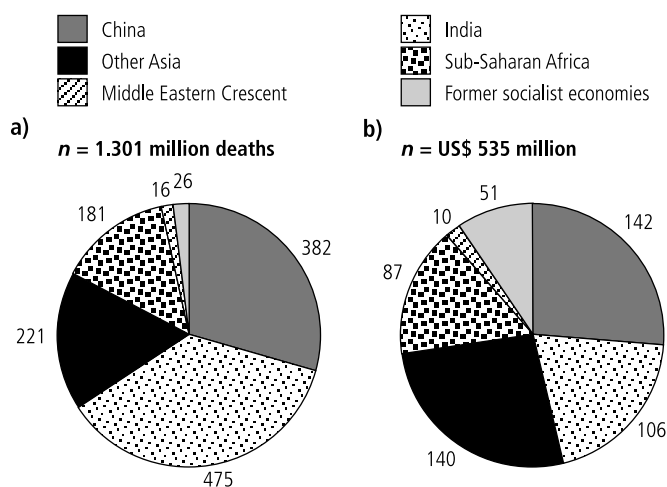 China
India
Other Asia
Sub-Saharan Africa
Middle Eastern Crescent
Former socialist economies
a)
n = 1.301 million deaths
16
26
181
382
221
475
b)
n = US$ 535 million
51
10
142
87
106
140